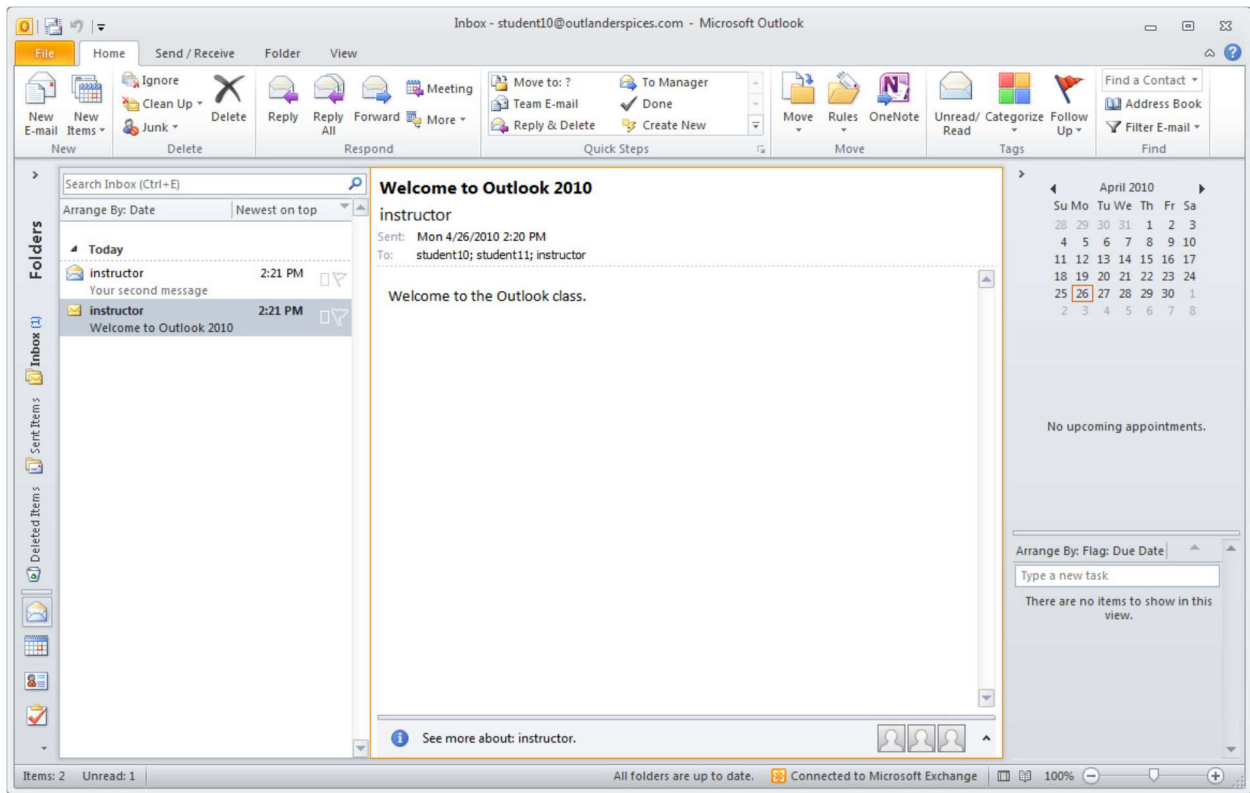 Inbox - student10@outlanderspices.com - Microsoft Outlook
File Home Send / Receive Folder View
New E-mail
New Items
New
Ignore
Clean Up
Junk
Delete
Delete
Reply
Reply All
Forward
Meeting
More
Respond
Move to: ?
Team E-mail
Reply & Delete
To Manager
Done
Create New
Quick Steps
Move
Rules
OneNote
Move
Unread/ Read
Categorize
Follow Up
Tags
Find a Contact
Address Book
Filter E-mail
Find
Folders
Inbox (1)
Sent Items
Deleted Items
Search Inbox (Ctrl+E)
Arrange By: Date Newest on top
Today
instructor 2:21 PM
Your second message
instructor 2:21 PM
Welcome to Outlook 2010
Welcome to Outlook 2010
instructor
Sent: Mon 4/26/2010 2:20 PM
To: student10; student11; instructor
Welcome to the Outlook class.
See more about: instructor.
April 2010
Su Mo Tu We Th Fr Sa
28 29 30 31 1 2 3
4 5 6 7 8 9 10
11 12 13 14 15 16 17
18 19 20 21 22 23 24
25 26 27 28 29 30 1
2 3 4 5 6 7 8
No upcoming appointments.
Arrange By: Flag: Due Date
Type a new task
There are no items to show in this
view.
Items: 2 Unread: 1
All folders are up to date. Connected to Microsoft Exchange 100%